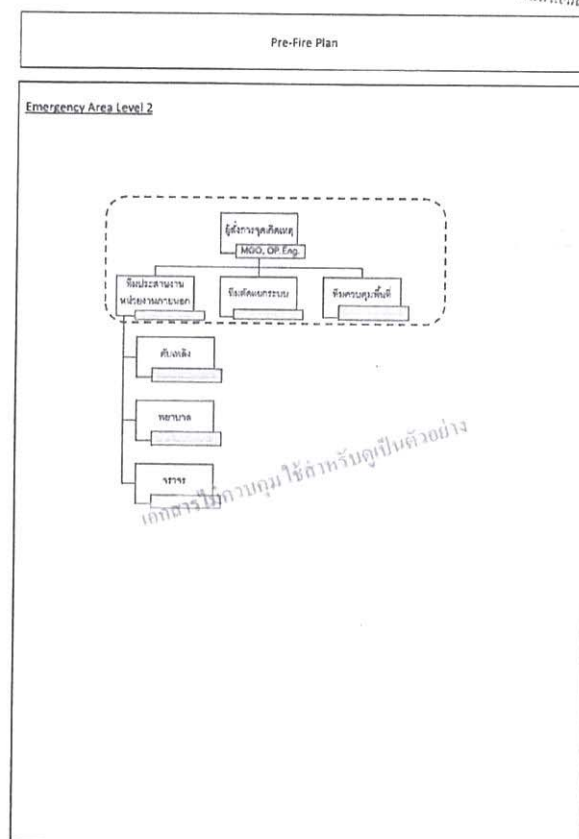 Pre-Fire Plan
Emergency Area Level 2
ผู้สั่งการจุดเกิดเหตุ
MGO, OP Eng.
ทีมประสานงาน
หน่วยงานภายนอก
ทีมตัดแยกระบบ
ทีมควบคุมพื้นที่
ดับเพลิง
พยาบาล
จราจร
เอกสารไม่ควบคุม ใช้สำหรับดูเป็นตัวอย่าง